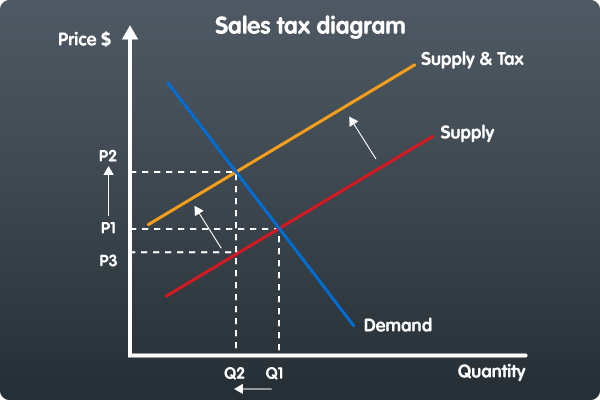 Sales tax diagram
Price $
Supply & Tax
Supply
P2
P1
P3
Demand
Q2 Q1
Quantity